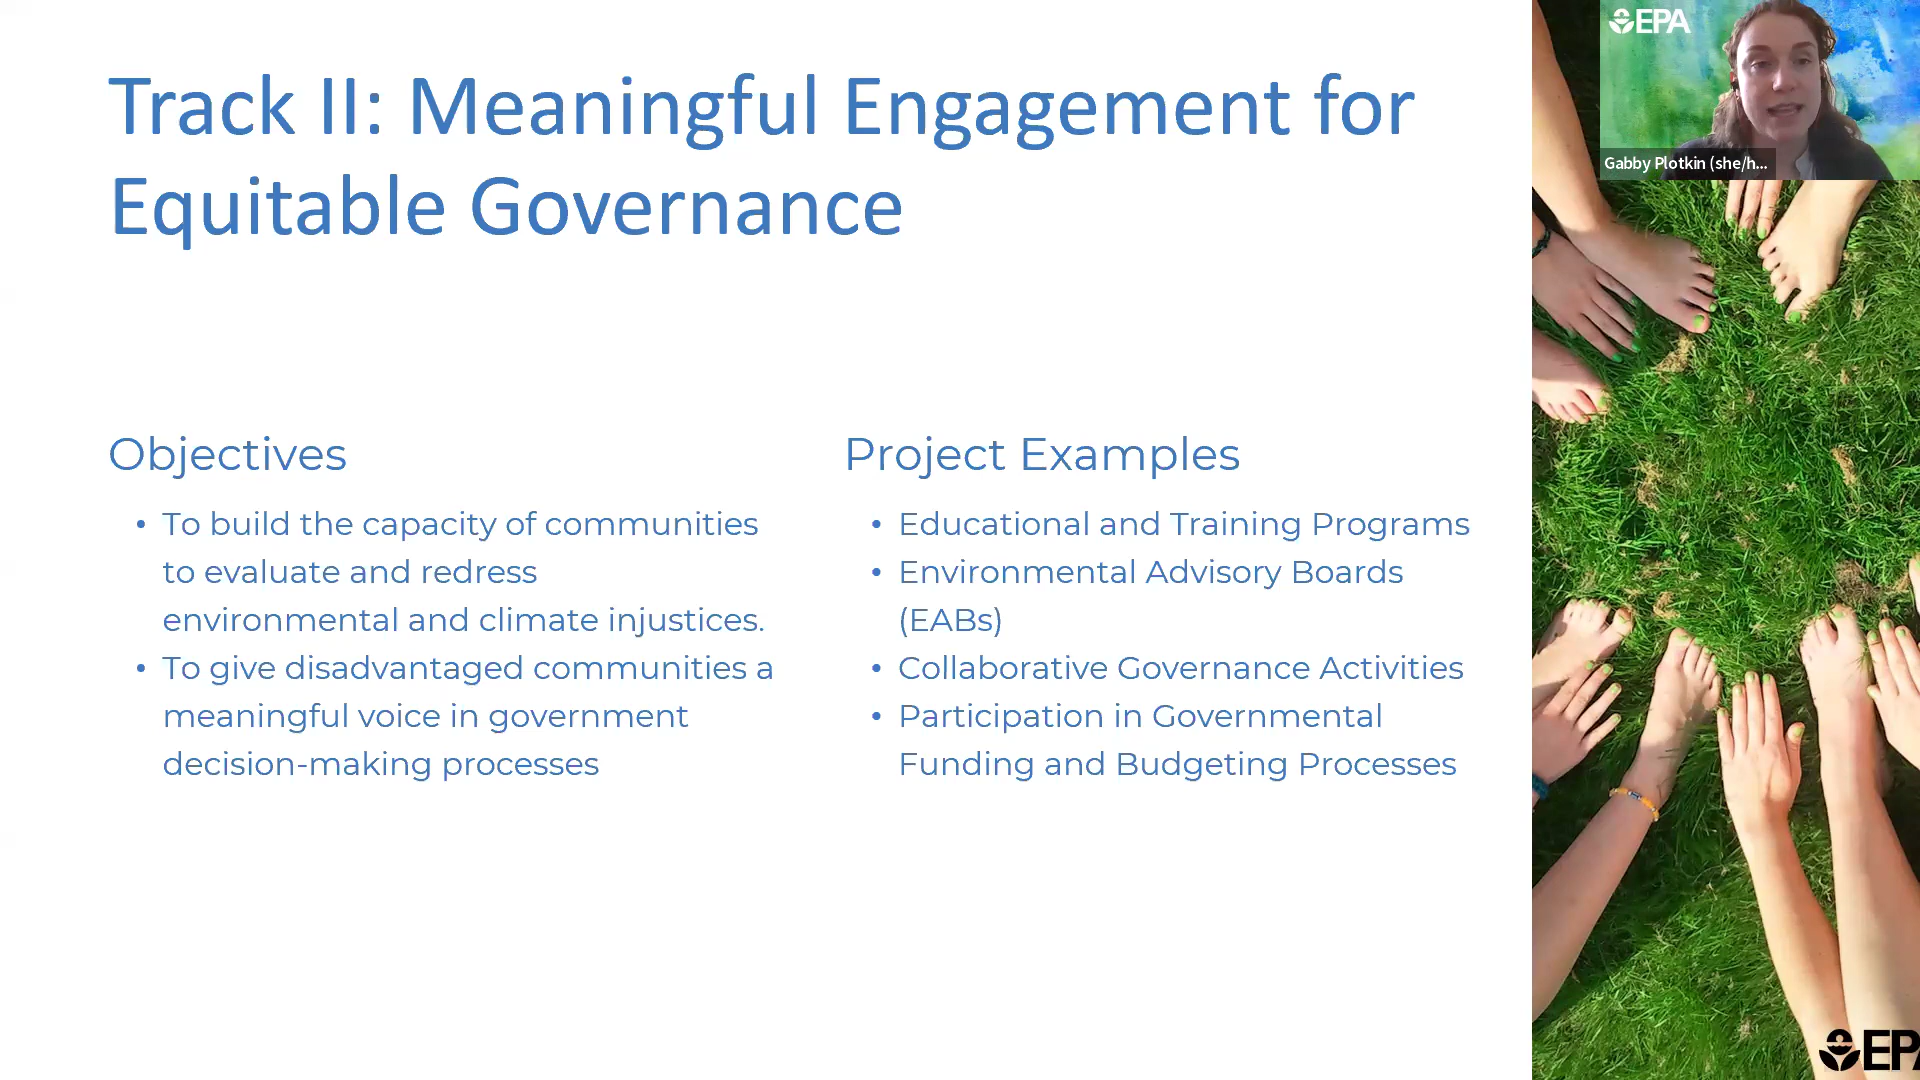 Track II: Meaningful Engagement for
Equitable Governance
Objectives
• To build the capacity of communities
to evaluate and redress
environmental and climate injustices.
• To give disadvantaged communities a
meaningful voice in government
decision-making processes
Project Examples
• Educational and Training Programs
• Environmental Advisory Boards
(EABs)
• Collaborative Governance Activities
• Participation in Governmental
Funding and Budgeting Processes
EPA
Gabby Plotkin (she/h...
EPA